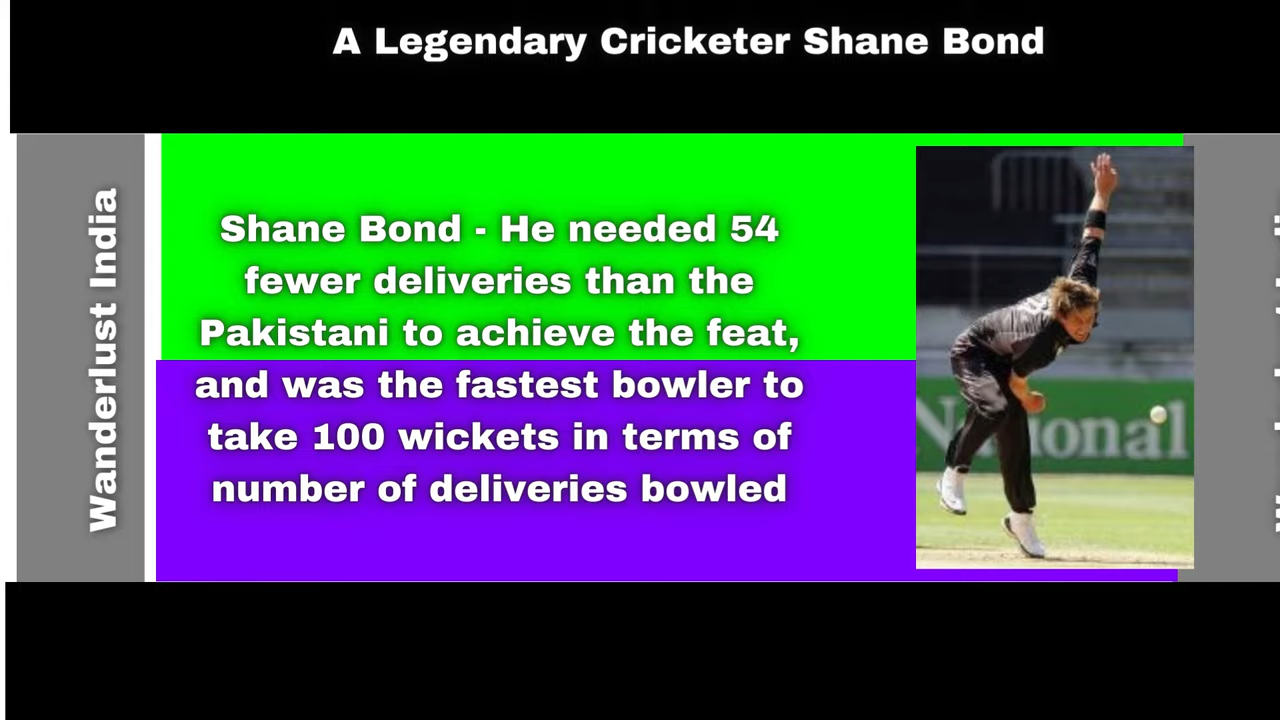 A Legendary Cricketer Shane Bond
Wanderlust India
Shane Bond - He needed 54
fewer deliveries than the
Pakistani to achieve the feat,
and was the fastest bowler to
take 100 wickets in terms of
number of deliveries bowled
National